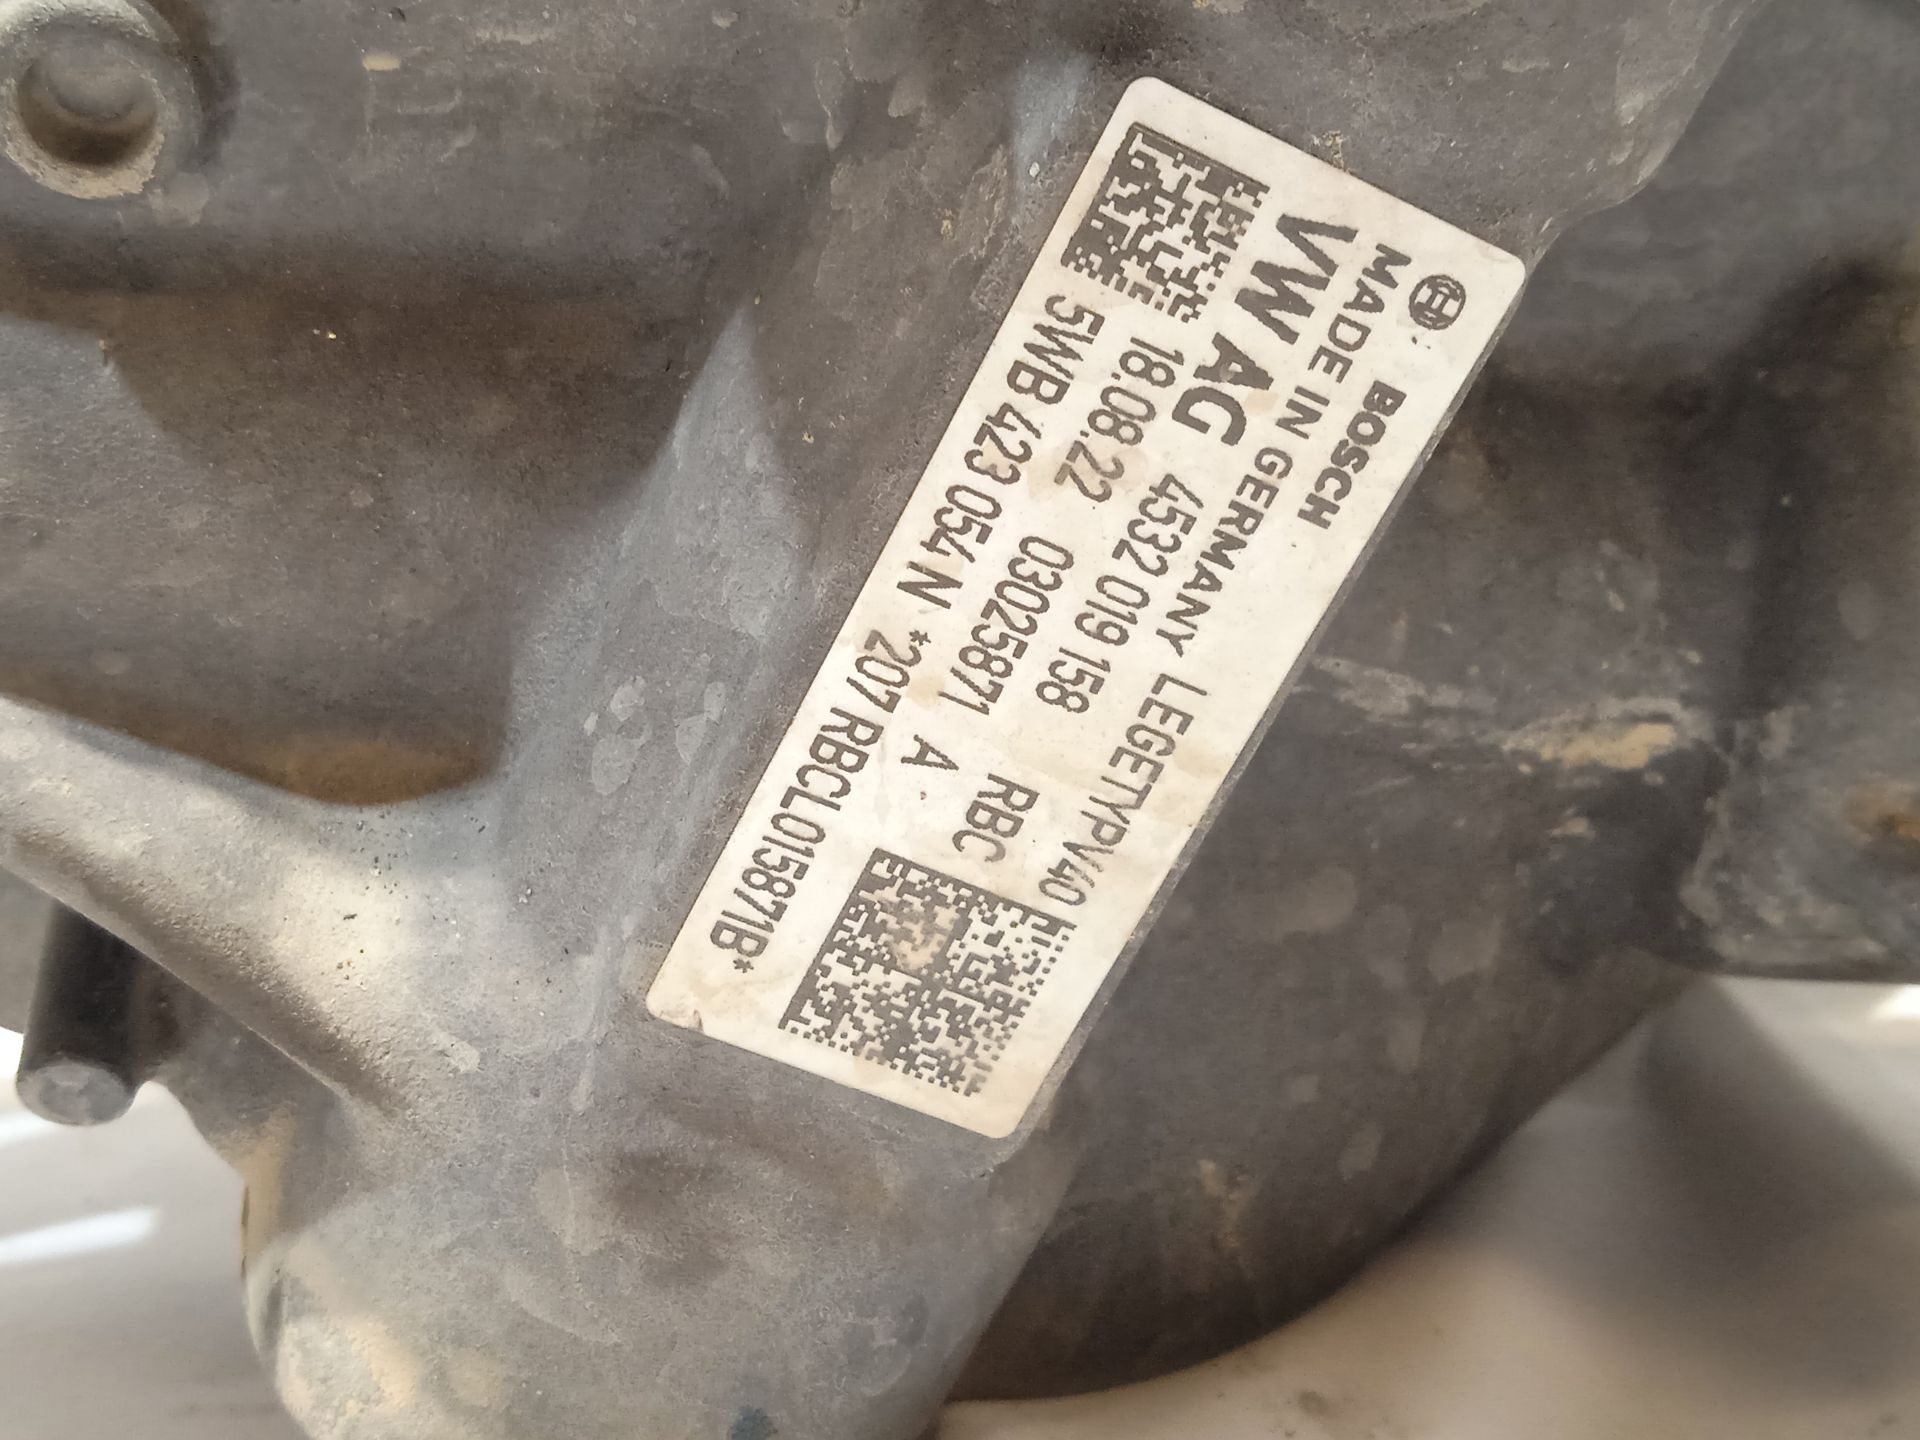 BOSCH
MADE IN GERMANY LEGETYPV40
VW AG 4532 019 158
18.08.22 03025871 A RBC
5WB 423 054 N *207 RBCL015871B*